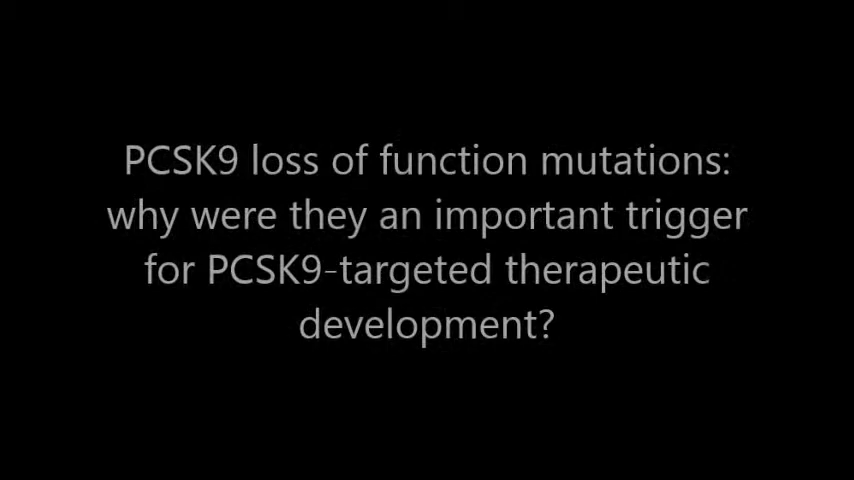 PCSK9 loss of function mutations:
why were they an important trigger
for PCSK9-targeted therapeutic
development?